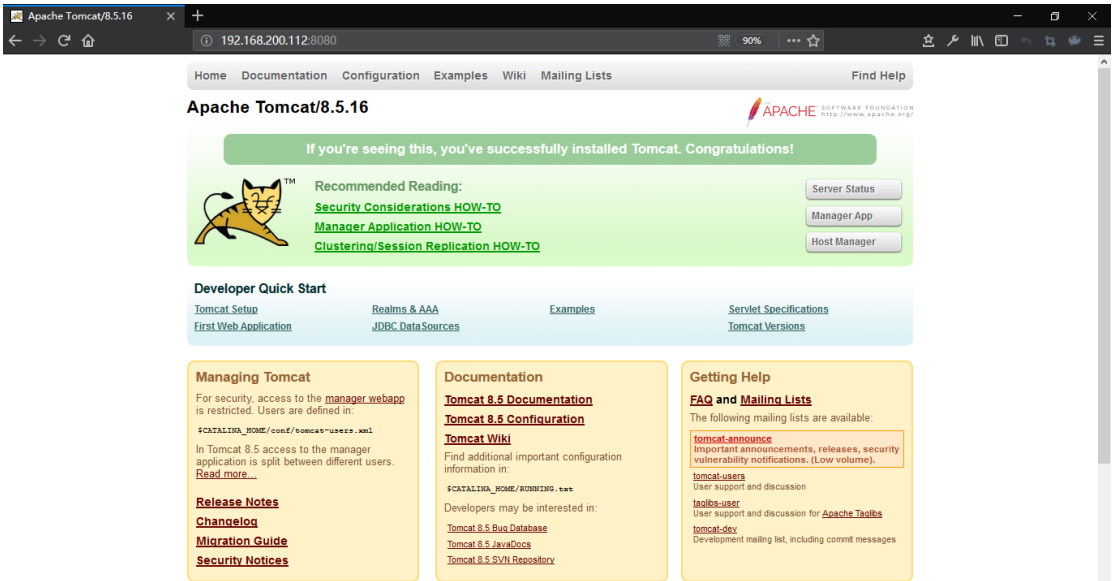 Apache Tomcat/8.5.16
192.168.200.112:8080
90%
Home Documentation Configuration Examples Wiki Mailing Lists Find Help
Apache Tomcat/8.5.16
APACHE SOFTWARE FOUNDATION
http://www.apache.org/
If you're seeing this, you've successfully installed Tomcat. Congratulations!
TM
Recommended Reading:
Security Considerations HOW-TO
Manager Application HOW-TO
Clustering/Session Replication HOW-TO
Server Status
Manager App
Host Manager
Developer Quick Start
Tomcat Setup
First Web Application
Realms & AAA
JDBC DataSources
Examples
Servlet Specifications
Tomcat Versions
Managing Tomcat
For security, access to the manager webapp
is restricted. Users are defined in:
$CATALINA_HOME/conf/tomcat-users.xml
In Tomcat 8.5 access to the manager
application is split between different users.
Read more...
Release Notes
Changelog
Migration Guide
Security Notices
Documentation
Tomcat 8.5 Documentation
Tomcat 8.5 Configuration
Tomcat Wiki
Find additional important configuration
information in:
$CATALINA_HOME/RUNNING.txt
Developers may be interested in:
Tomcat 8.5 Bug Database
Tomcat 8.5 JavaDocs
Tomcat 8.5 SVN Repository
Getting Help
FAQ and Mailing Lists
The following mailing lists are available:
tomcat-announce
Important announcements, releases, security
vulnerability notifications. (Low volume).
tomcat-users
User support and discussion
taglibs-user
User support and discussion for Apache Taglibs
tomcat-dev
Development mailing list, including commit messages